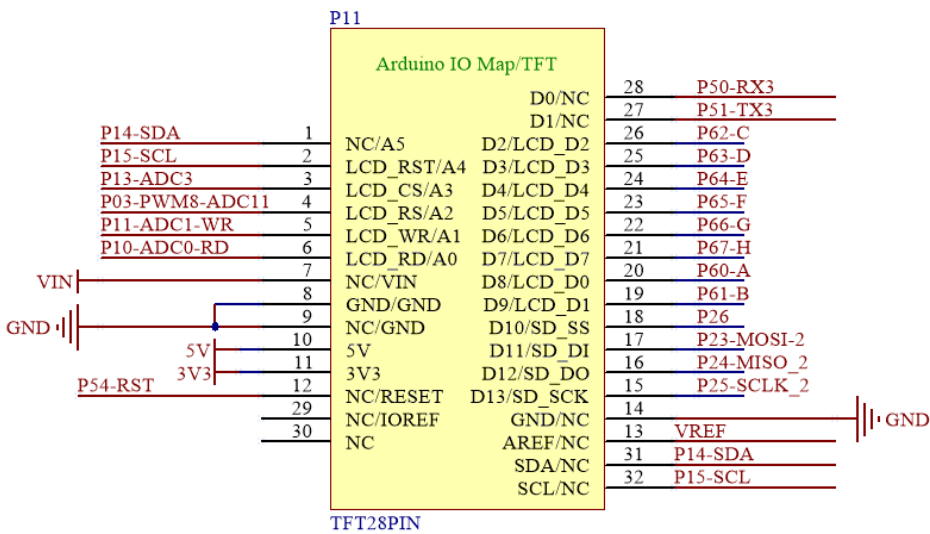 P11
Arduino IO Map/TFT
P14-SDA 1 NC/A5
P15-SCL 2 LCD_RST/A4
P13-ADC3 3 LCD_CS/A3
P03-PWM8-ADC11 4 LCD_RS/A2
P11-ADC1-WR 5 LCD_WR/A1
P10-ADC0-RD 6 LCD_RD/A0
VIN 7 NC/VIN
8 GND/GND
GND 9 NC/GND
5V 10 5V
3V3 11 3V3
P54-RST 12 NC/RESET
29 NC/IOREF
30 NC
D0/NC 28 P50-RX3
D1/NC 27 P51-TX3
D2/LCD_D2 26 P62-C
D3/LCD_D3 25 P63-D
D4/LCD_D4 24 P64-E
D5/LCD_D5 23 P65-F
D6/LCD_D6 22 P66-G
D7/LCD_D7 21 P67-H
D8/LCD_D0 20 P60-A
D9/LCD_D1 19 P61-B
D10/SD_SS 18 P26
D11/SD_DI 17 P23-MOSI-2
D12/SD_DO 16 P24-MISO_2
D13/SD_SCK 15 P25-SCLK_2
GND/NC 14 GND
AREF/NC 13 VREF
SDA/NC 31 P14-SDA
SCL/NC 32 P15-SCL
TFT28PIN